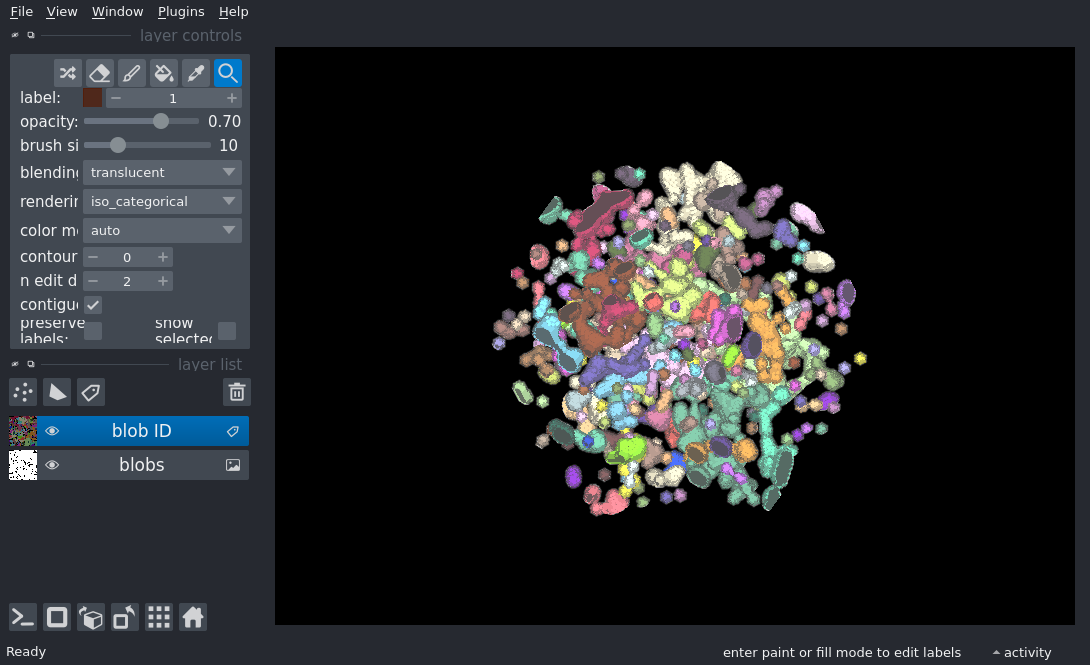 File View Window Plugins Help
layer controls
label: 1
opacity: 0.70
brush si 10
blending translucent
renderin iso_categorical
color m auto
contour 0
n edit d 2
contigu
preserve labels: show selected
layer list
blob ID
blobs
Ready
enter paint or fill mode to edit labels activity